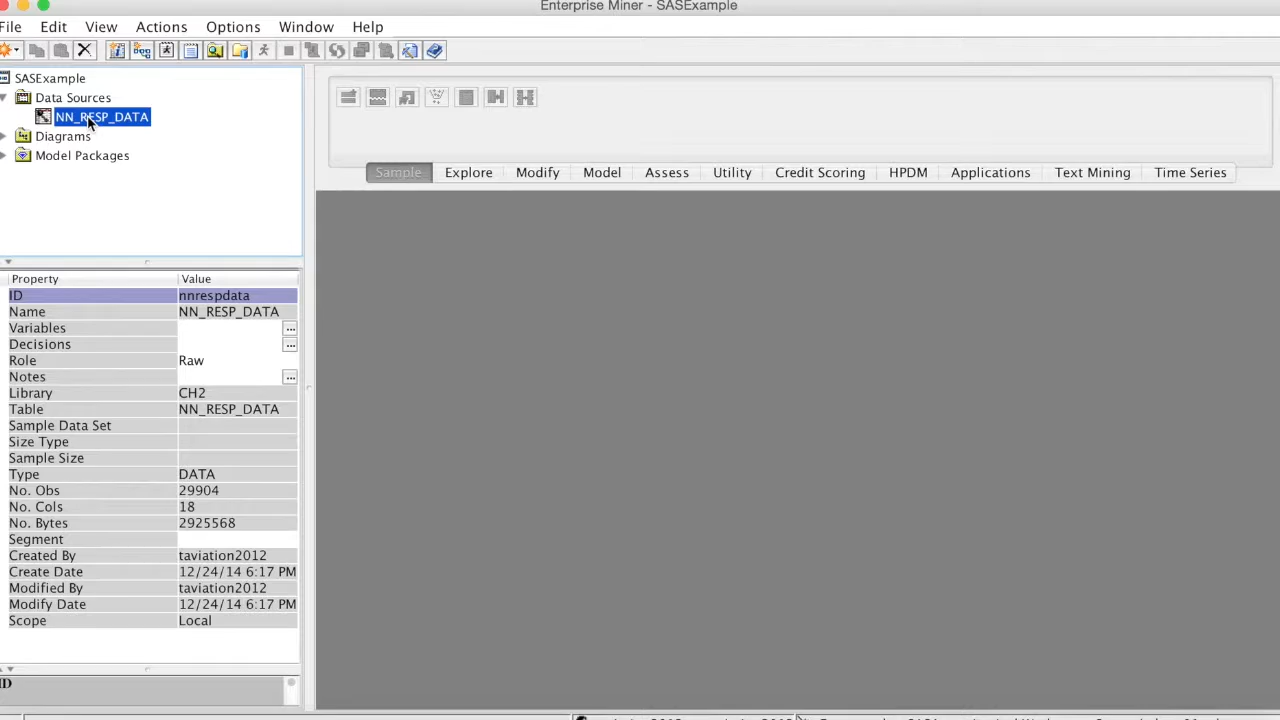 Enterprise Miner - SASExample
File Edit View Actions Options Window Help
SASExample
Data Sources
NN_RESP_DATA
Diagrams
Model Packages
Sample Explore Modify Model Assess Utility Credit Scoring HPDM Applications Text Mining Time Series
Property Value
ID nnrespdata
Name NN_RESP_DATA
Variables ...
Decisions ...
Role Raw
Notes ...
Library CH2
Table NN_RESP_DATA
Sample Data Set
Size Type
Sample Size
Type DATA
No. Obs 29904
No. Cols 18
No. Bytes 2925568
Segment
Created By taviation2012
Create Date 12/24/14 6:17 PM
Modified By taviation2012
Modify Date 12/24/14 6:17 PM
Scope Local
ID